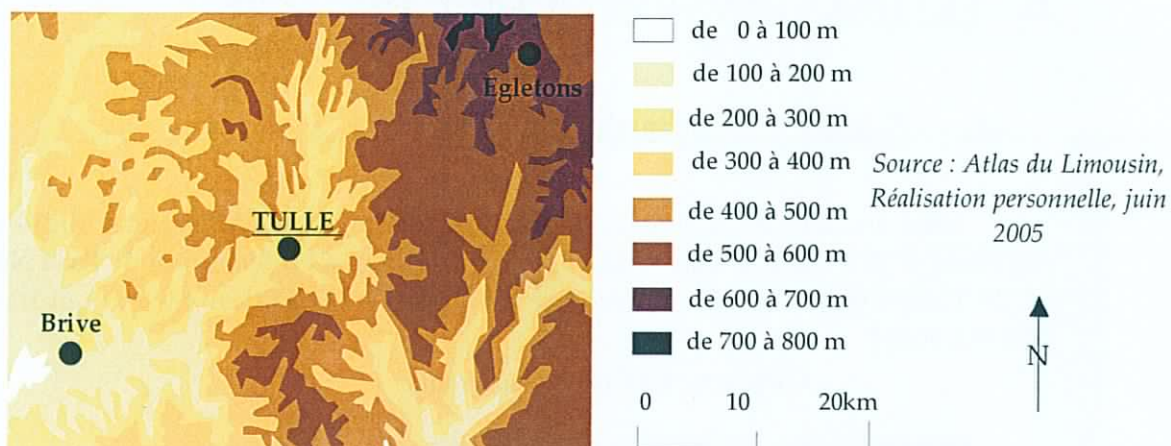 Egletons
TULLE
Brive
de 0 à 100 m
de 100 à 200 m
de 200 à 300 m
de 300 à 400 m
de 400 à 500 m
de 500 à 600 m
de 600 à 700 m
de 700 à 800 m
Source : Atlas du Limousin,
Réalisation personnelle, juin
2005
N
0 10 20km